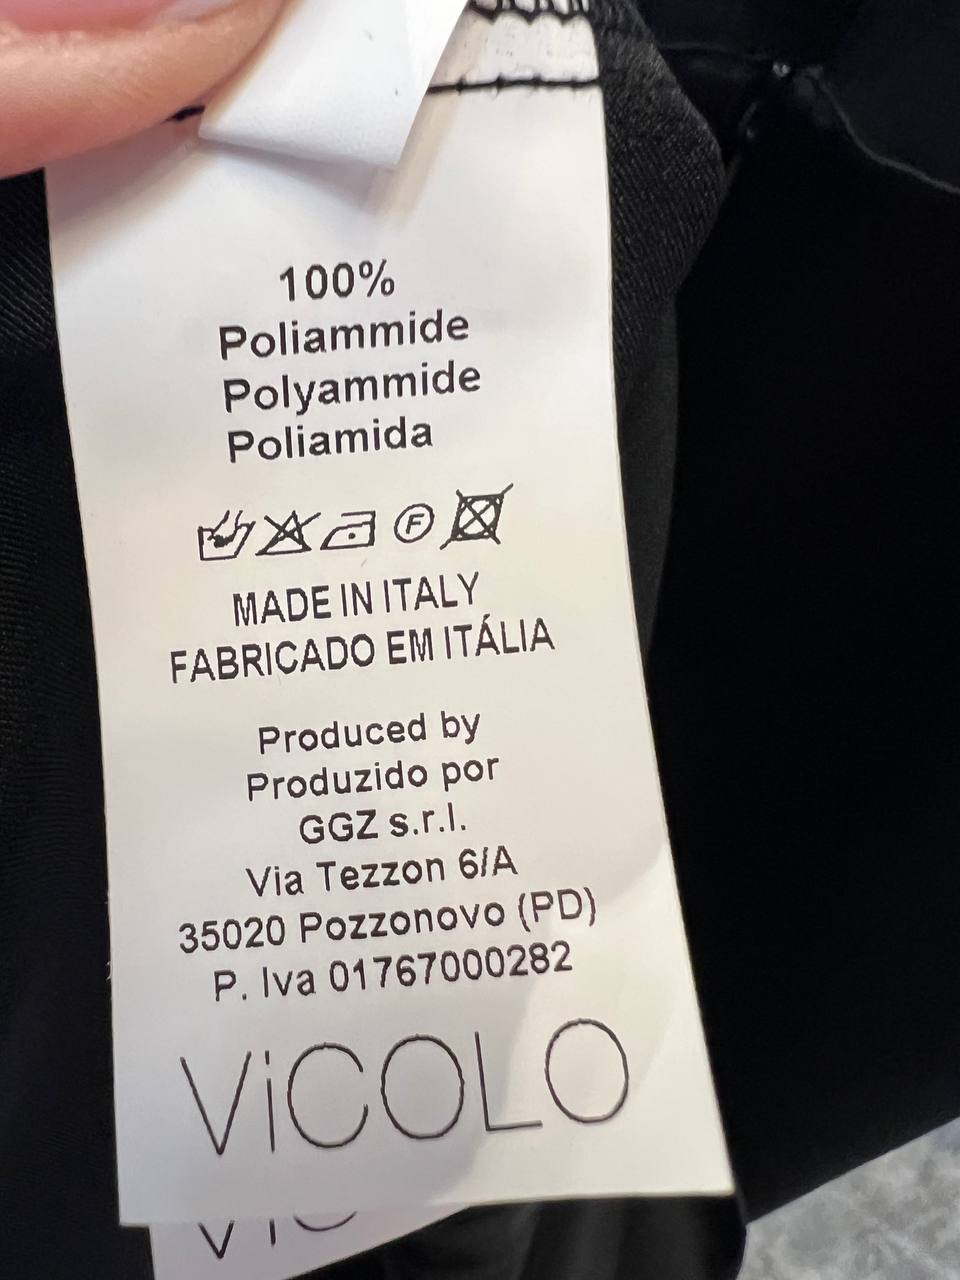 100%
Poliammide
Polyammide
Poliamida
F
MADE IN ITALY
FABRICADO EM ITÁLIA
Produced by
Produzido por
GGZ s.r.l.
Via Tezzon 6/A
35020 Pozzonovo (PD)
P. Iva 01767000282
ViCOLO